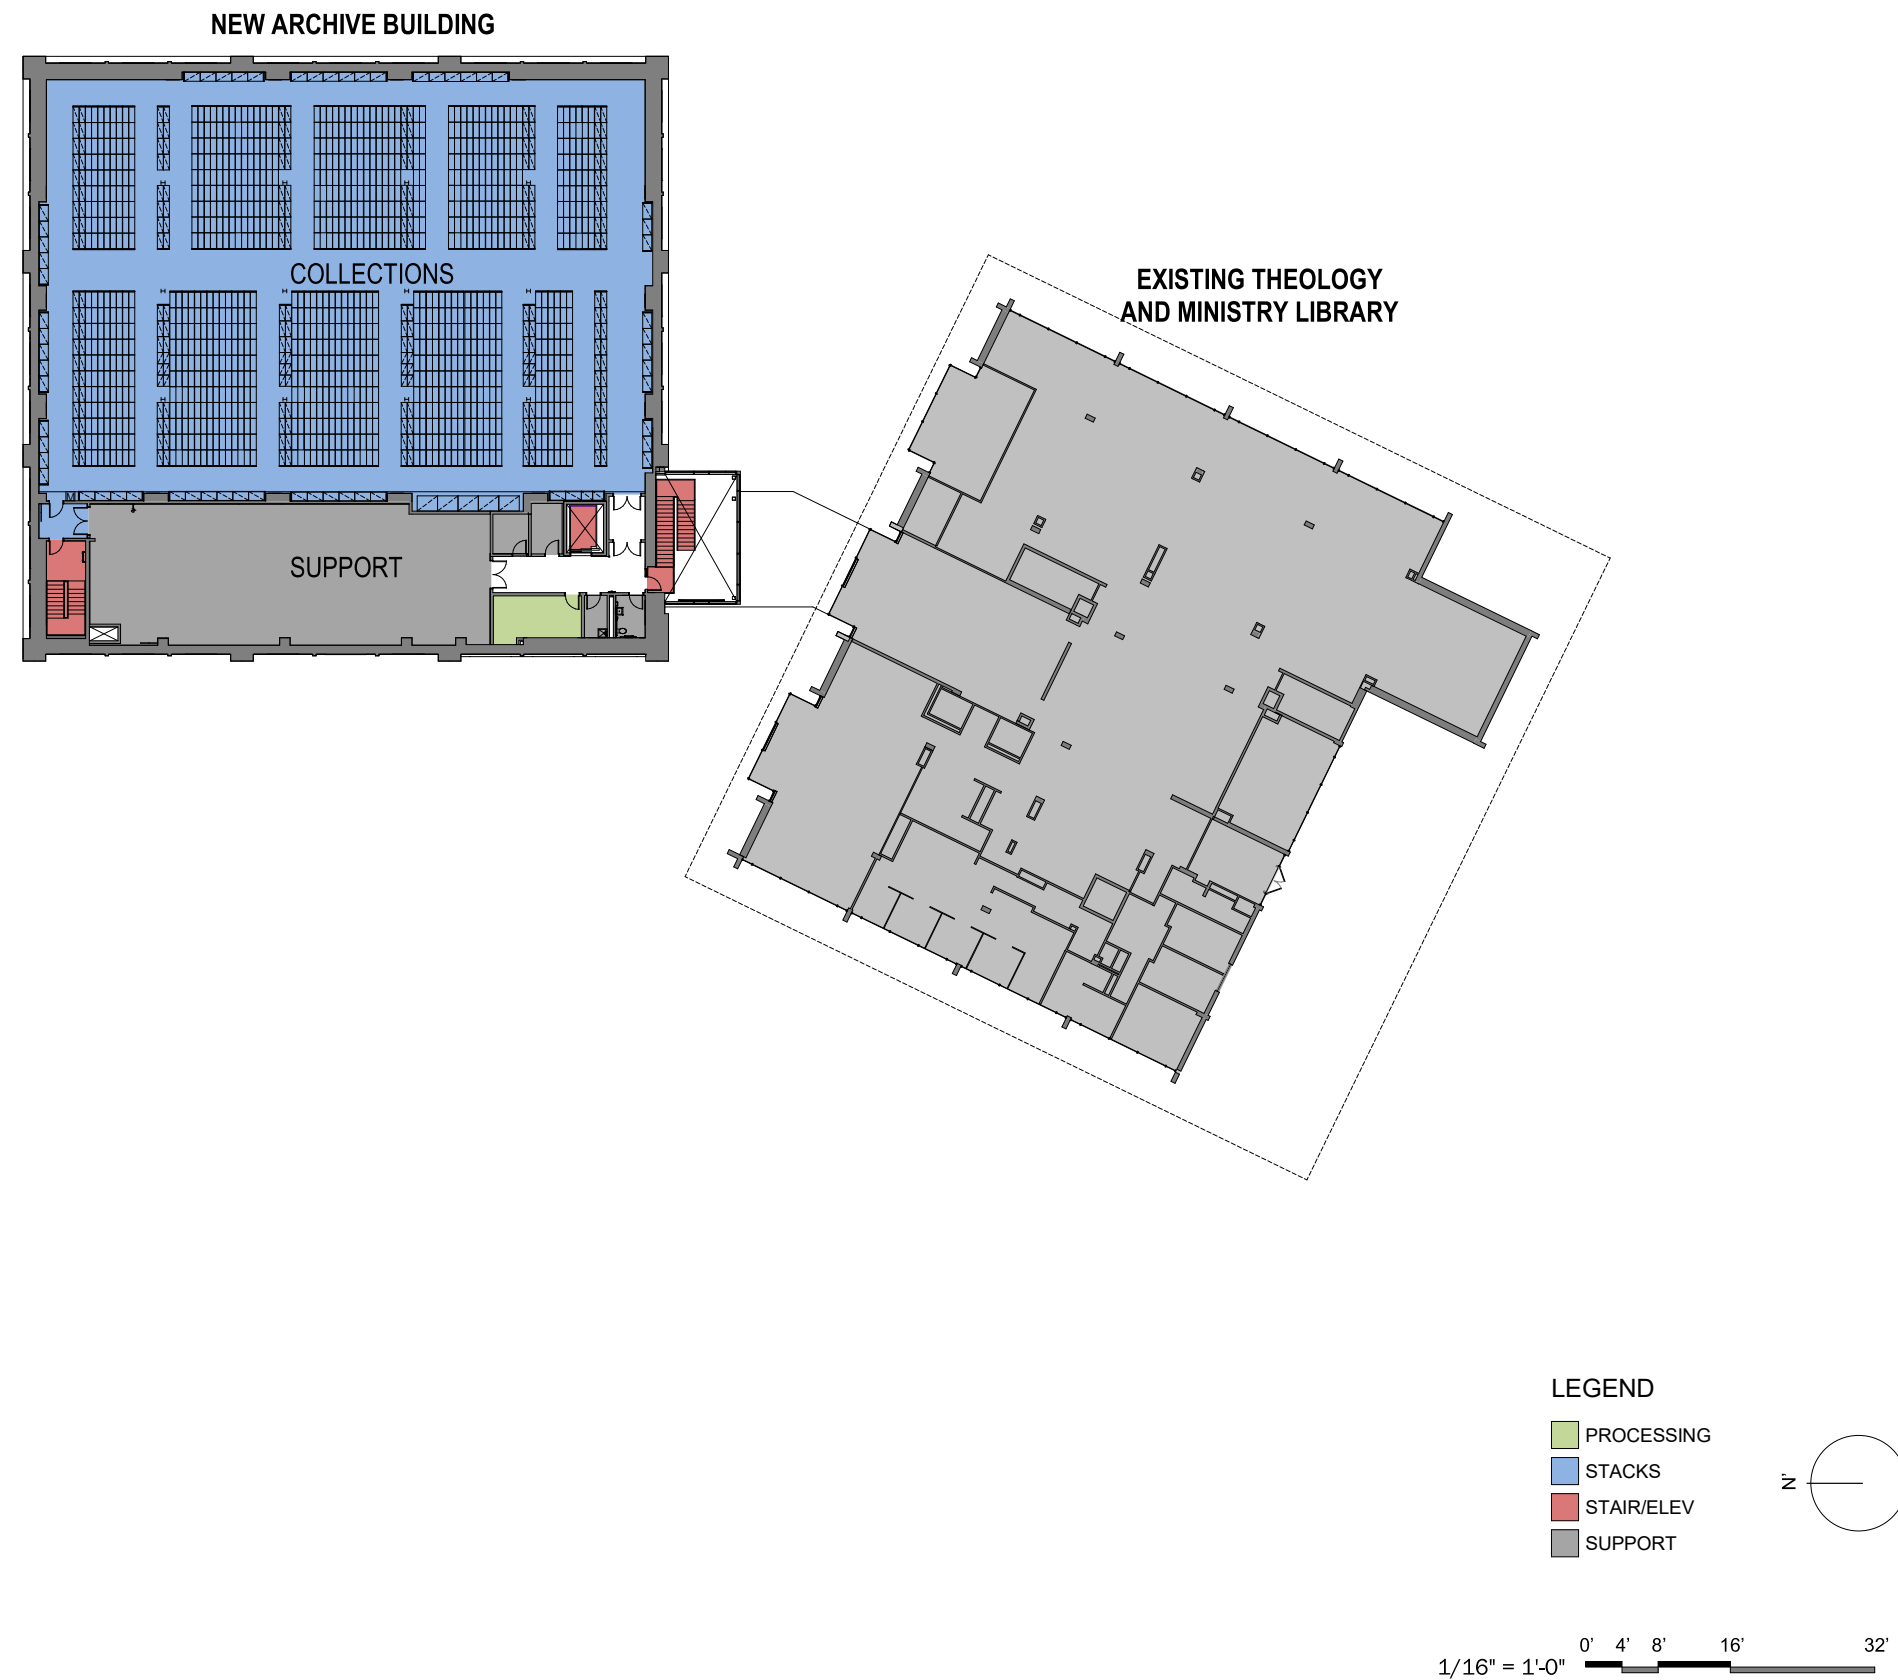 NEW ARCHIVE BUILDING
COLLECTIONS
SUPPORT
EXISTING THEOLOGY
AND MINISTRY LIBRARY
LEGEND
PROCESSING
STACKS
STAIR/ELEV
SUPPORT
N'
0' 4' 8' 16' 32'
1/16" = 1'-0"